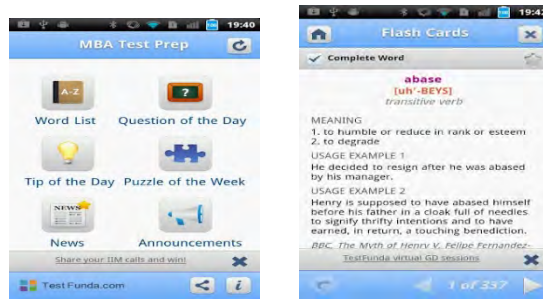 19:40
MBA Test Prep
A-Z
?
Word List
Question of the Day
Tip of the Day
Puzzle of the Week
NEWS
News
Announcements
Share your IIM calls and win!
TestFunda.com
i
19:42
Flash Cards
Complete Word
abase
[uh'-BEYS]
transitive verb
MEANING
1. to humble or reduce in rank or esteem
2. to degrade
USAGE EXAMPLE 1
He decided to resign after he was abased
by his manager.
USAGE EXAMPLE 2
Henry is supposed to have abased himself
before his father in a cloak full of needles
to signify thrifty intentions and to have
earned, in return, a touching benediction.
BBC, The Myth of Henry V, Felipe Fernandez-
TestFunda virtual GD sessions
1 of 337